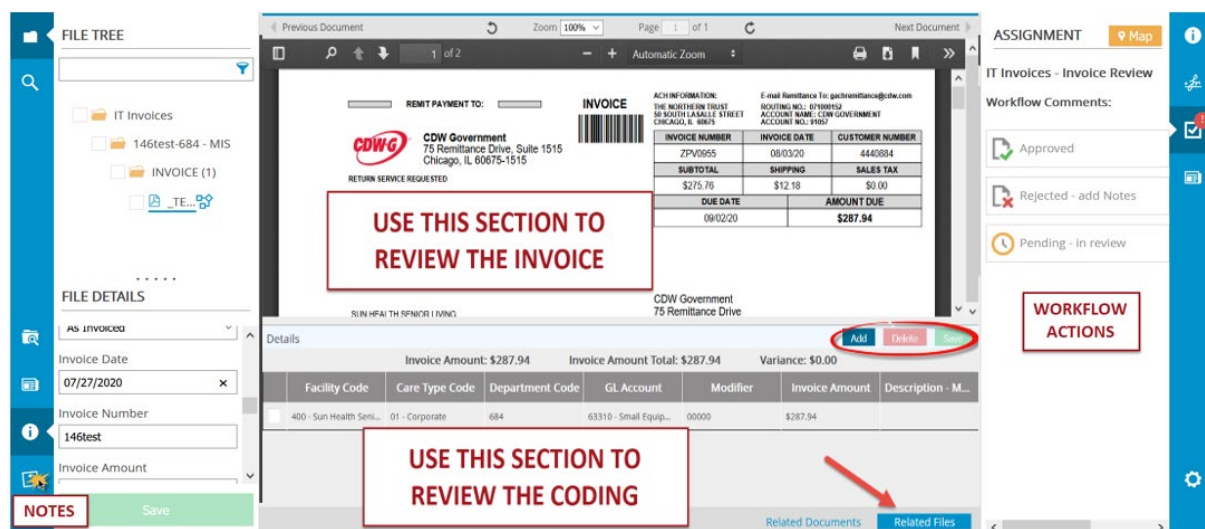 FILE TREE
IT Invoices
146test-684 - MIS
INVOICE (1)
_TE...
FILE DETAILS
As Invoiced
Invoice Date
07/27/2020
Invoice Number
146test
Invoice Amount
Save
NOTES
Previous Document
Zoom
100%
Page
1
of 1
Next Document
1 of 2
Automatic Zoom
REMIT PAYMENT TO:
INVOICE
ACH INFORMATION:
THE NORTHERN TRUST
50 SOUTH LASALLE STREET
CHICAGO, IL 60675
E-mail Remittance To: gachremittance@cdw.com
ROUTING NO.: 071000152
ACCOUNT NAME: CDW GOVERNMENT
ACCOUNT NO.: 91057
CDW•G
CDW Government
75 Remittance Drive, Suite 1515
Chicago, IL 60675-1515
RETURN SERVICE REQUESTED
INVOICE NUMBER INVOICE DATE CUSTOMER NUMBER
ZPV0955 08/03/20 4440884
SUBTOTAL SHIPPING SALES TAX
$275.76 $12.18 $0.00
DUE DATE AMOUNT DUE
09/02/20 $287.94
USE THIS SECTION TO
REVIEW THE INVOICE
SUN HEALTH SENIOR LIVING
CDW Government
75 Remittance Drive
Details
Add
Delete
Save
Invoice Amount: $287.94 Invoice Amount Total: $287.94 Variance: $0.00
Facility Code Care Type Code Department Code GL Account Modifier Invoice Amount Description - M...
400 - Sun Health Seni... 01 - Corporate 684 63310 - Small Equip... 00000 $287.94
USE THIS SECTION TO
REVIEW THE CODING
Related Documents
Related Files
ASSIGNMENT
Map
IT Invoices - Invoice Review
Workflow Comments:
Approved
Rejected - add Notes
Pending - in review
WORKFLOW
ACTIONS